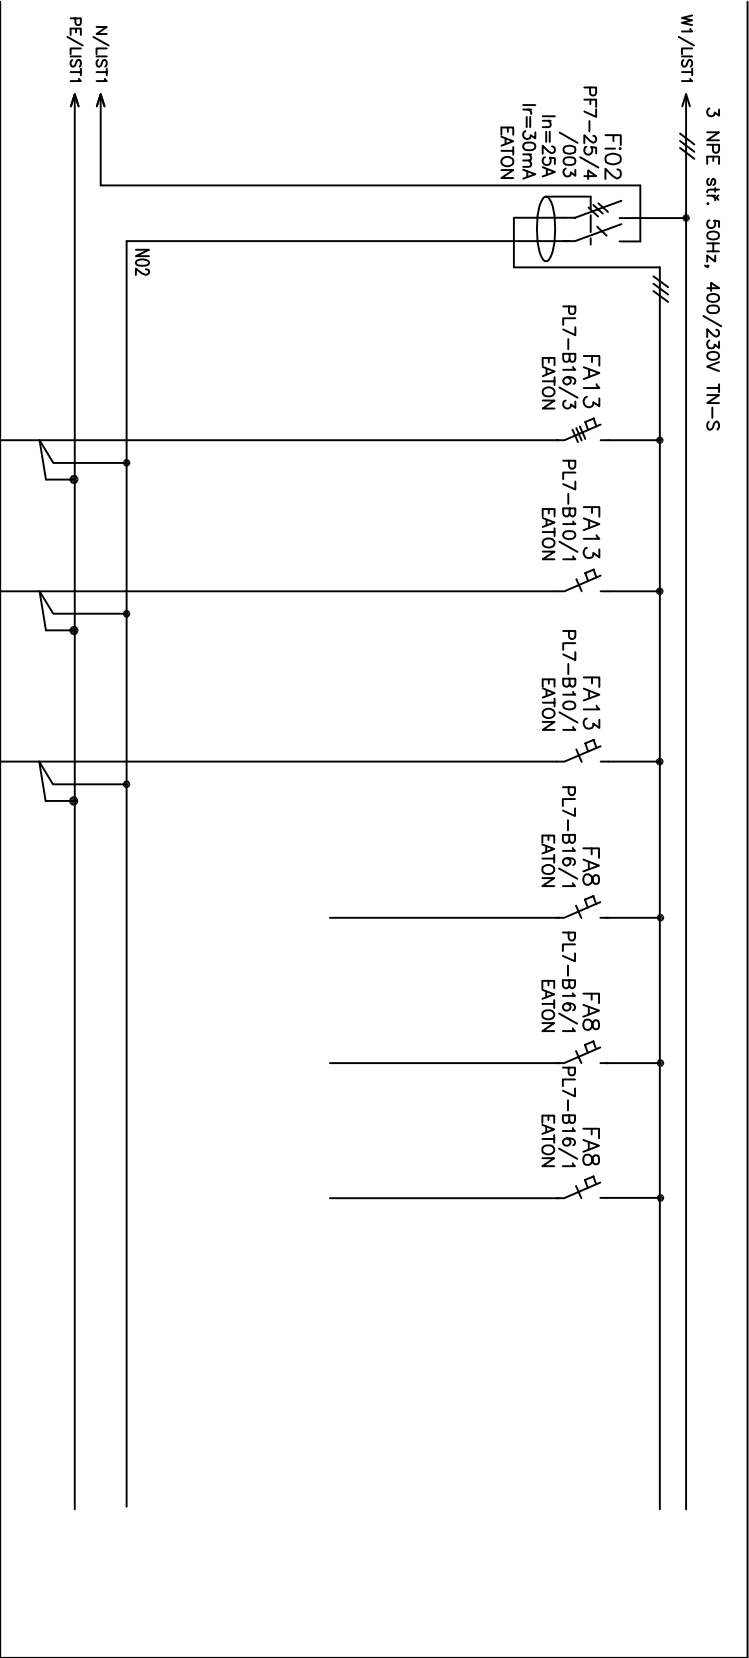 3 NPE stř. 50Hz, 400/230V TN-S
W1/LIST1
N/LIST1
PE/LIST1
Fi02
PF7-25/4
/003
In=25A
Ir=30mA
EATON
N02
FA13
PL7-B16/3
EATON
FA13
PL7-B10/1
EATON
FA13
PL7-B10/1
EATON
FA8
PL7-B16/1
EATON
FA8
PL7-B16/1
EATON
FA8
PL7-B16/1
EATON